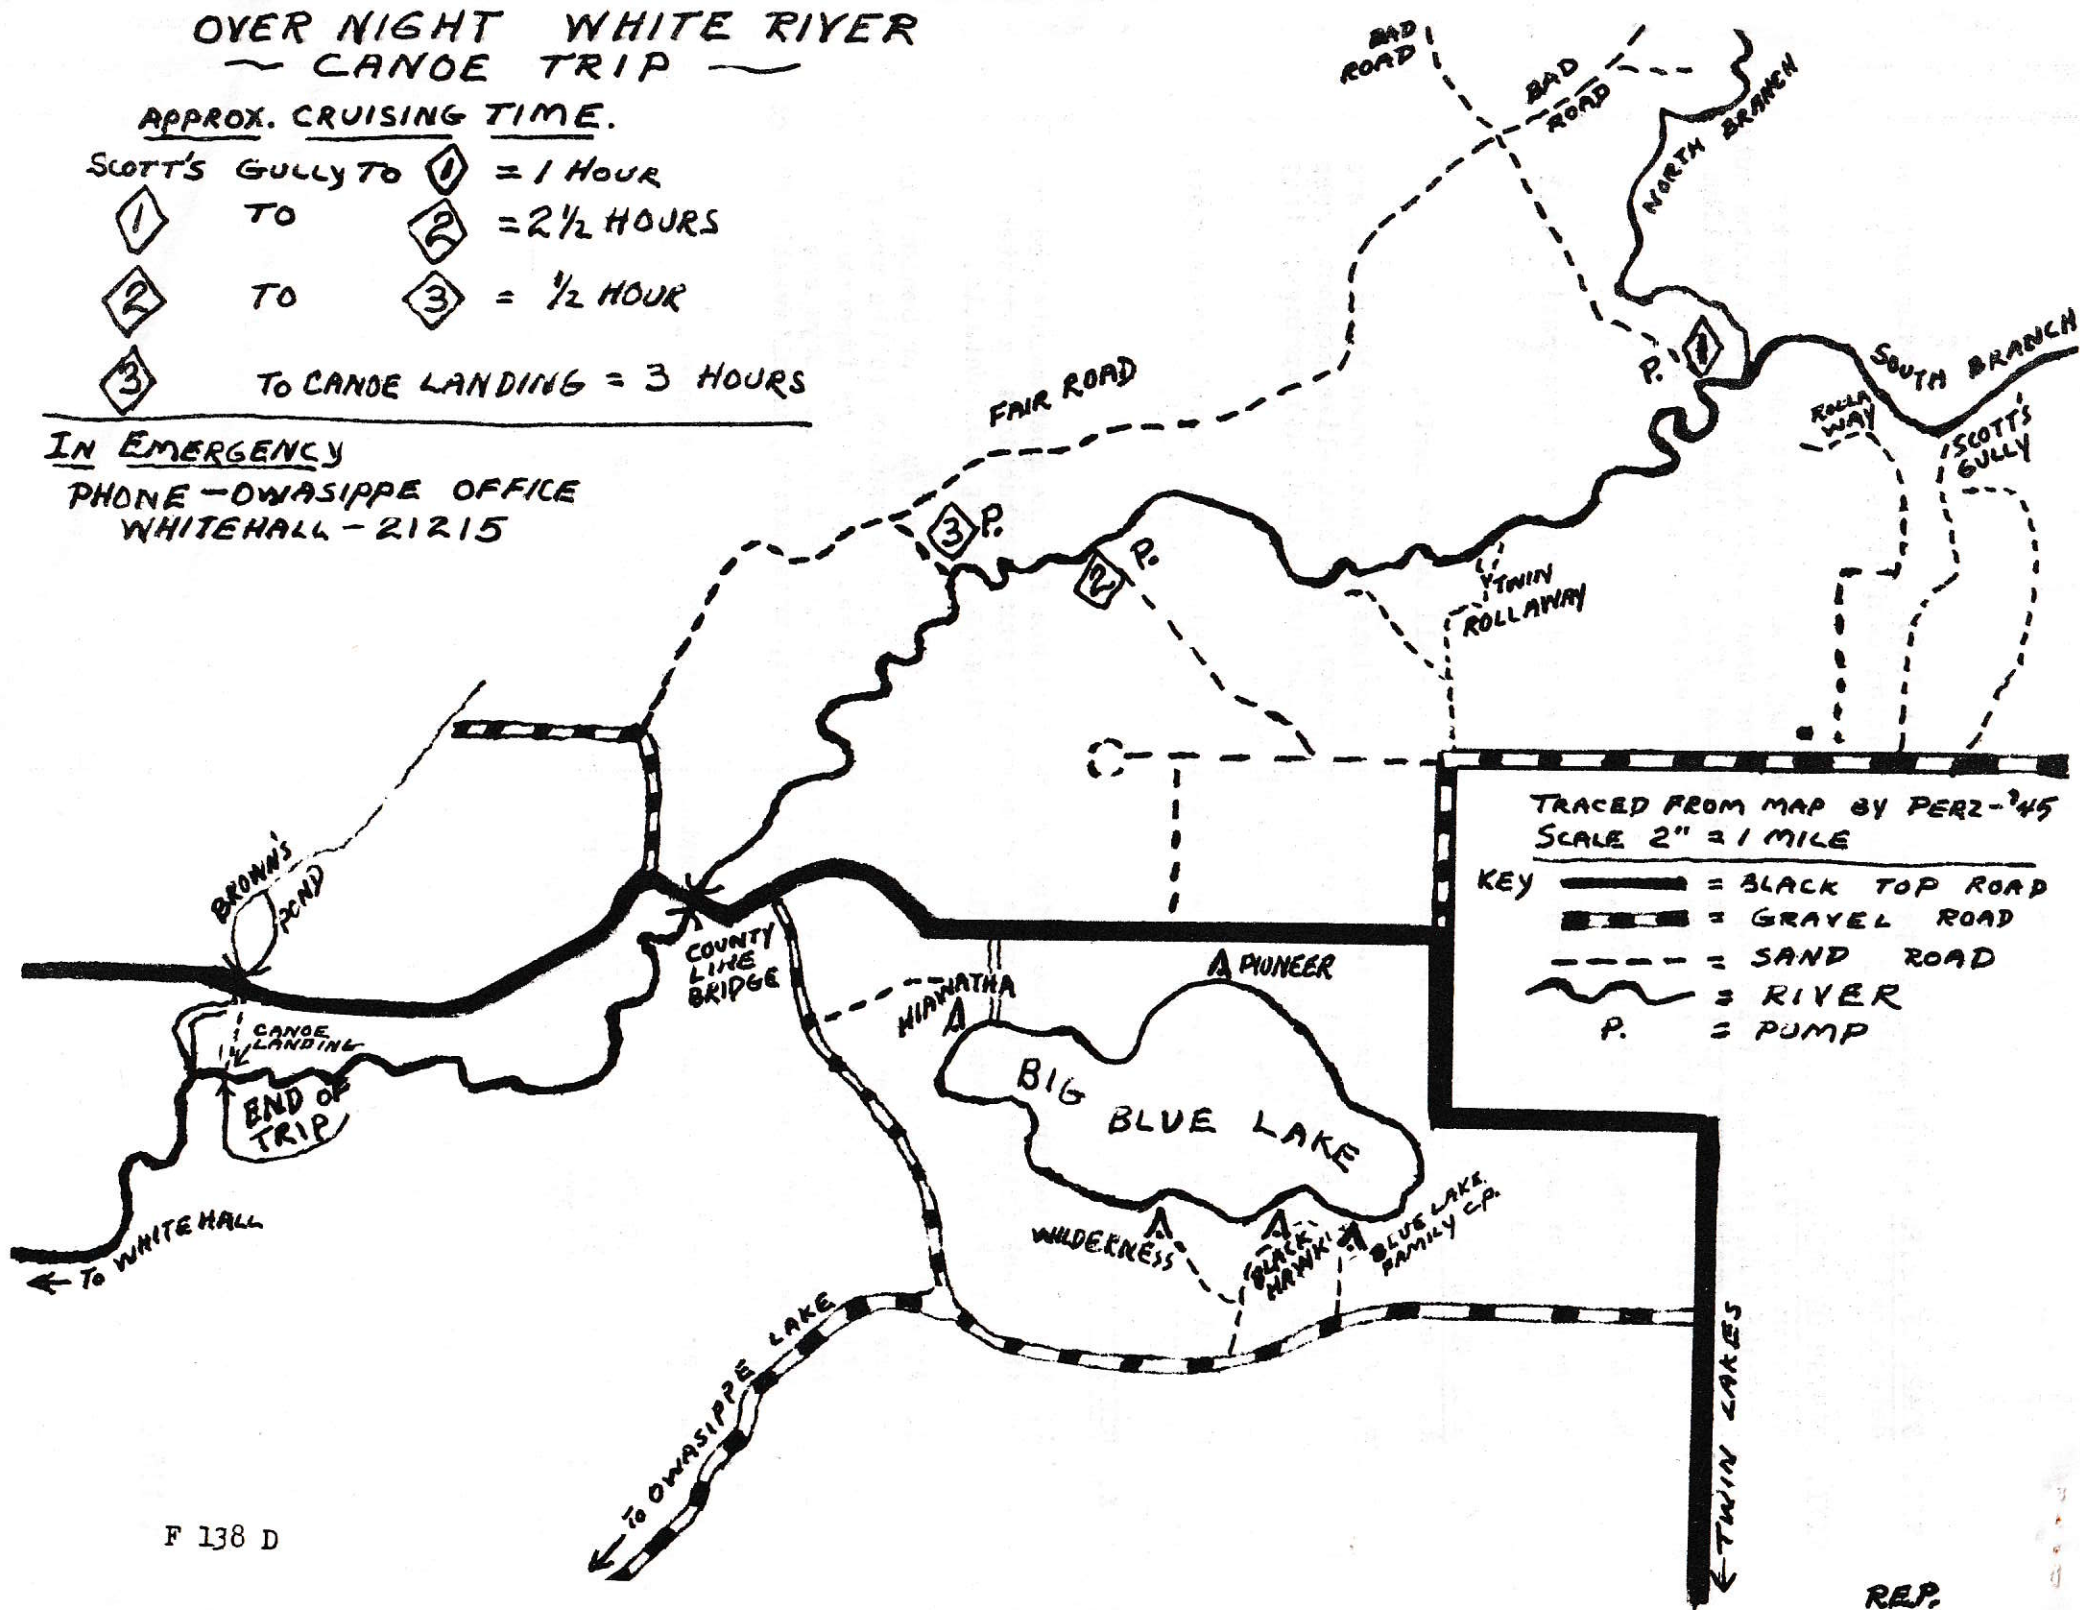 OVER NIGHT WHITE RIVER
~ CANOE TRIP ~
APPROX. CRUISING TIME.
SCOTT'S GULLY TO 1 = 1 HOUR
1 TO 2 = 2 1/2 HOURS
2 TO 3 = 1/2 HOUR
3 TO CANOE LANDING = 3 HOURS
IN EMERGENCY
PHONE - OWASIPPE OFFICE
WHITEHALL - 21215
BAD
ROAD
BAD
ROAD
NORTH BRANCH
1
P.
SOUTH BRANCH
ROLLA
WAY
SCOTT'S
GULLY
FAIR ROAD
3 P.
2 P.
TWIN
ROLLAWAY
TRACED FROM MAP BY PERZ-'45
SCALE 2" = 1 MILE
KEY = BLACK TOP ROAD
= GRAVEL ROAD
= SAND ROAD
= RIVER
P. = PUMP
BROWN'S
POND
COUNTY
LINE
BRIDGE
HIAWATHA
PIONEER
CANOE
LANDING
END OF
TRIP
BIG
BLUE LAKE
WILDERNESS
BLACK
HAWK
BLUE LAKE
FAMILY CP.
← TO WHITEHALL
TO OWASIPPE LAKE
← TWIN LAKES
F 138 D
R.E.P.